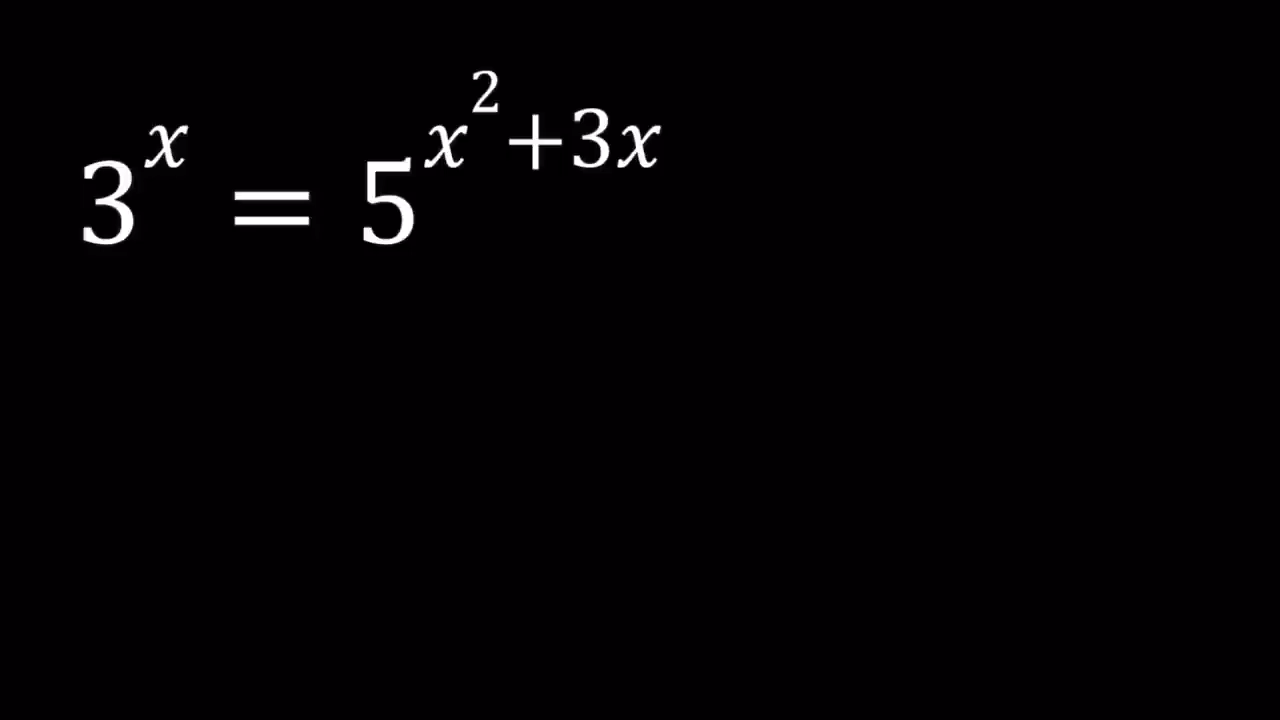 3^x = 5^{x^2+3x}